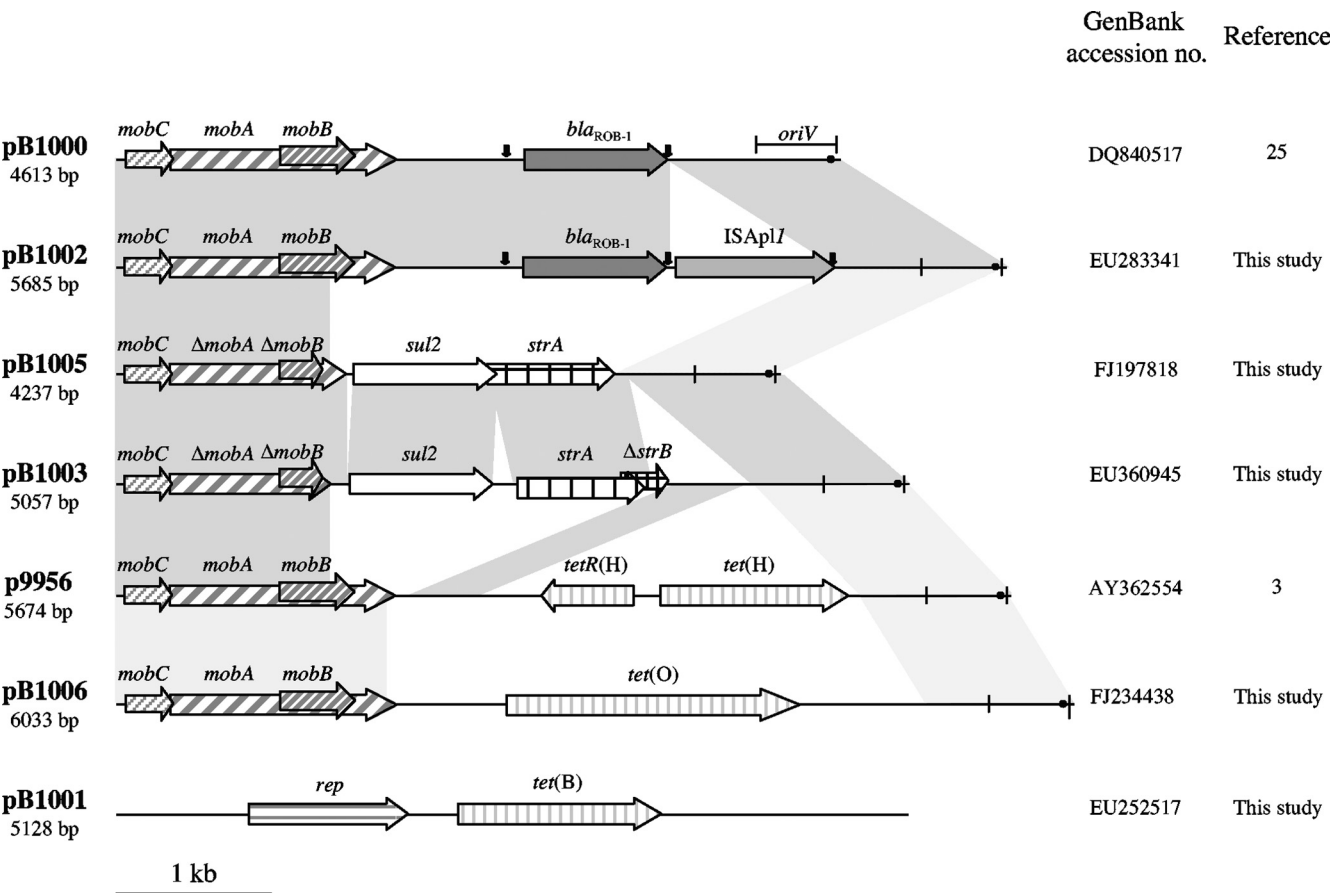 GenBank
accession no. Reference
mobC mobA mobB blaROB-1 oriV
pB1000 DQ840517 25
4613 bp
mobC mobA mobB blaROB-1 ISApl1
pB1002 EU283341 This study
5685 bp
mobC ΔmobA ΔmobB sul2 strA
pB1005 FJ197818 This study
4237 bp
mobC ΔmobA ΔmobB sul2 strA ΔstrB
pB1003 EU360945 This study
5057 bp
mobC mobA mobB tetR(H) tet(H)
p9956 AY362554 3
5674 bp
mobC mobA mobB tet(O)
pB1006 FJ234438 This study
6033 bp
rep tet(B)
pB1001 EU252517 This study
5128 bp
1 kb